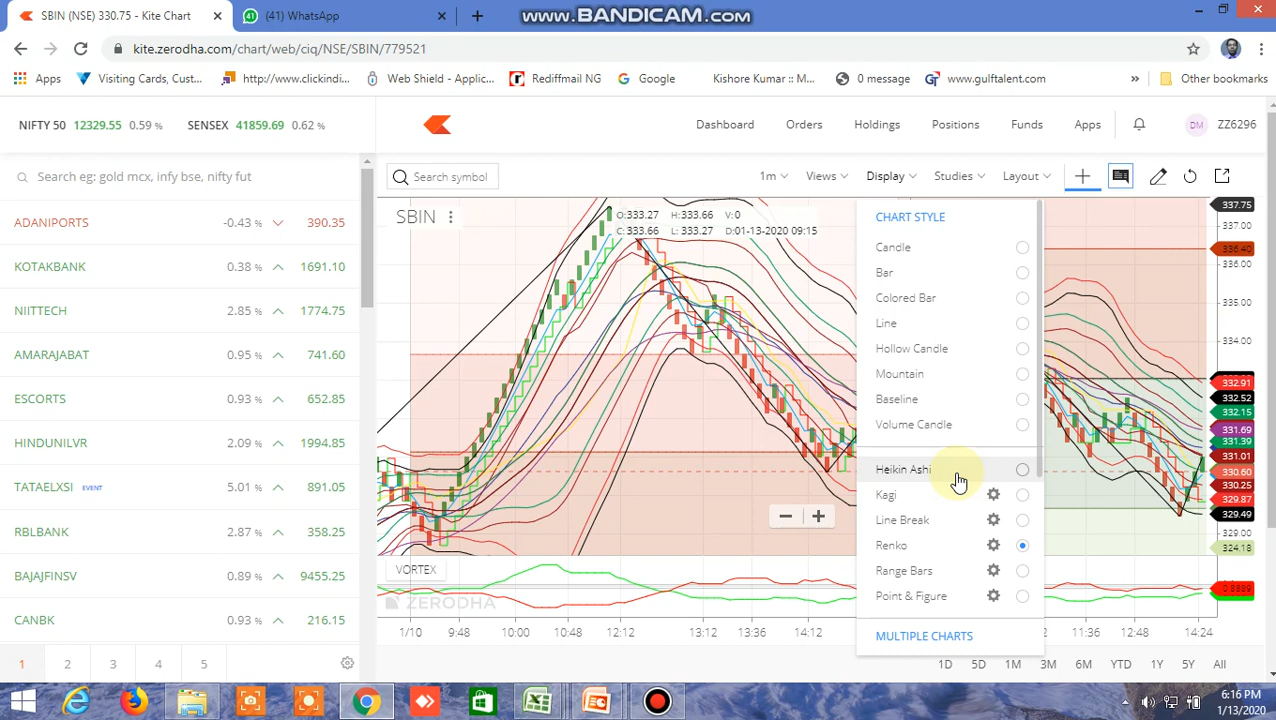 SBIN (NSE) 330.75 - Kite Chart
(41) WhatsApp
www.BANDICAM.com
kite.zerodha.com/chart/web/ciq/NSE/SBIN/779521
Apps
Visiting Cards, Cust...
http://www.clickindi...
Web Shield - Applic...
Rediffmail NG
Google
Kishore Kumar :: M...
0 message
www.gulftalent.com
»
Other bookmarks
NIFTY 50 12329.55 0.59 %
SENSEX 41859.69 0.62 %
Dashboard
Orders
Holdings
Positions
Funds
Apps
DM
ZZ6296
Search eg: gold mcx, infy bse, nifty fut
Search symbol
1m
Views
Display
Studies
Layout
ADANIPORTS -0.43 % 390.35
KOTAKBANK 0.38 % 1691.10
NIITTECH 2.85 % 1774.75
AMARAJABAT 0.95 % 741.60
ESCORTS 0.93 % 652.85
HINDUNILVR 2.09 % 1994.85
TATAELXSI EVENT 5.01 % 891.05
RBLBANK 2.87 % 358.25
BAJAJFINSV 0.89 % 9455.25
CANBK 0.93 % 216.15
1 2 3 4 5
SBIN
O:333.27 H:333.66 V:0
C:333.66 L: 333.27 D:01-13-2020 09:15
CHART STYLE
Candle
Bar
Colored Bar
Line
Hollow Candle
Mountain
Baseline
Volume Candle
Heikin Ashi
Kagi
Line Break
Renko
Range Bars
Point & Figure
MULTIPLE CHARTS
337.75
337.00
336.40
336.00
335.00
334.00
332.91
332.52
332.15
331.69
331.39
331.01
330.60
330.25
329.87
329.49
329.00
324.18
0.8389
VORTEX
ZERODHA
1/10 9:48 10:00 10:48 12:12 13:12 13:36 14:12 11:36 12:48 14:24
1D 5D 1M 3M 6M YTD 1Y 5Y All
6:16 PM
1/13/2020